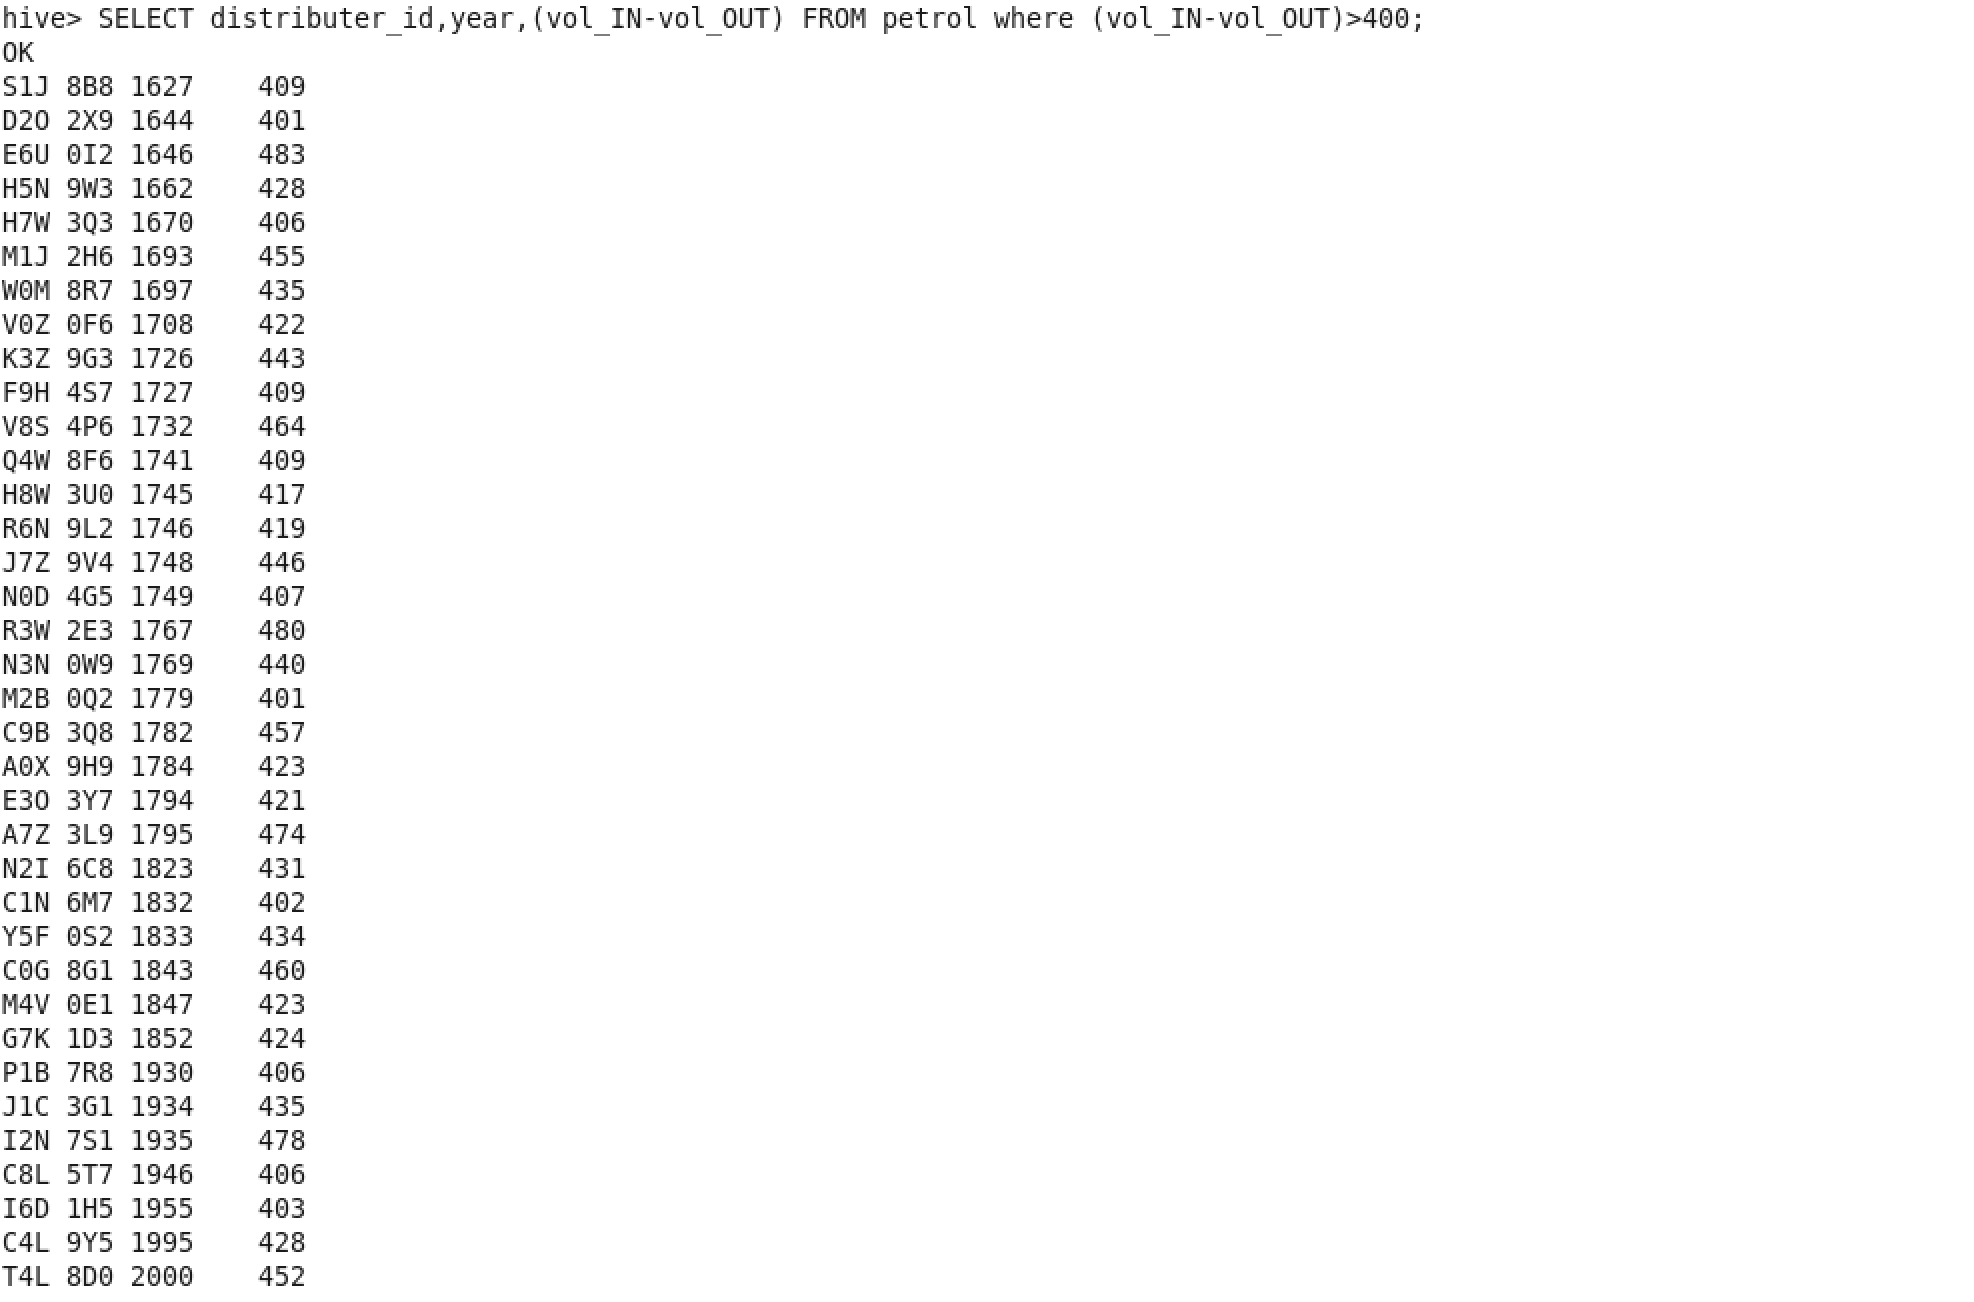 hive> SELECT distributer_id,year,(vol_IN-vol_OUT) FROM petrol where (vol_IN-vol_OUT)>400;
OK
S1J 8B8 1627    409
D2O 2X9 1644    401
E6U 0I2 1646    483
H5N 9W3 1662    428
H7W 3Q3 1670    406
M1J 2H6 1693    455
W0M 8R7 1697    435
V0Z 0F6 1708    422
K3Z 9G3 1726    443
F9H 4S7 1727    409
V8S 4P6 1732    464
Q4W 8F6 1741    409
H8W 3U0 1745    417
R6N 9L2 1746    419
J7Z 9V4 1748    446
N0D 4G5 1749    407
R3W 2E3 1767    480
N3N 0W9 1769    440
M2B 0Q2 1779    401
C9B 3Q8 1782    457
A0X 9H9 1784    423
E3O 3Y7 1794    421
A7Z 3L9 1795    474
N2I 6C8 1823    431
C1N 6M7 1832    402
Y5F 0S2 1833    434
C0G 8G1 1843    460
M4V 0E1 1847    423
G7K 1D3 1852    424
P1B 7R8 1930    406
J1C 3G1 1934    435
I2N 7S1 1935    478
C8L 5T7 1946    406
I6D 1H5 1955    403
C4L 9Y5 1995    428
T4L 8D0 2000    452